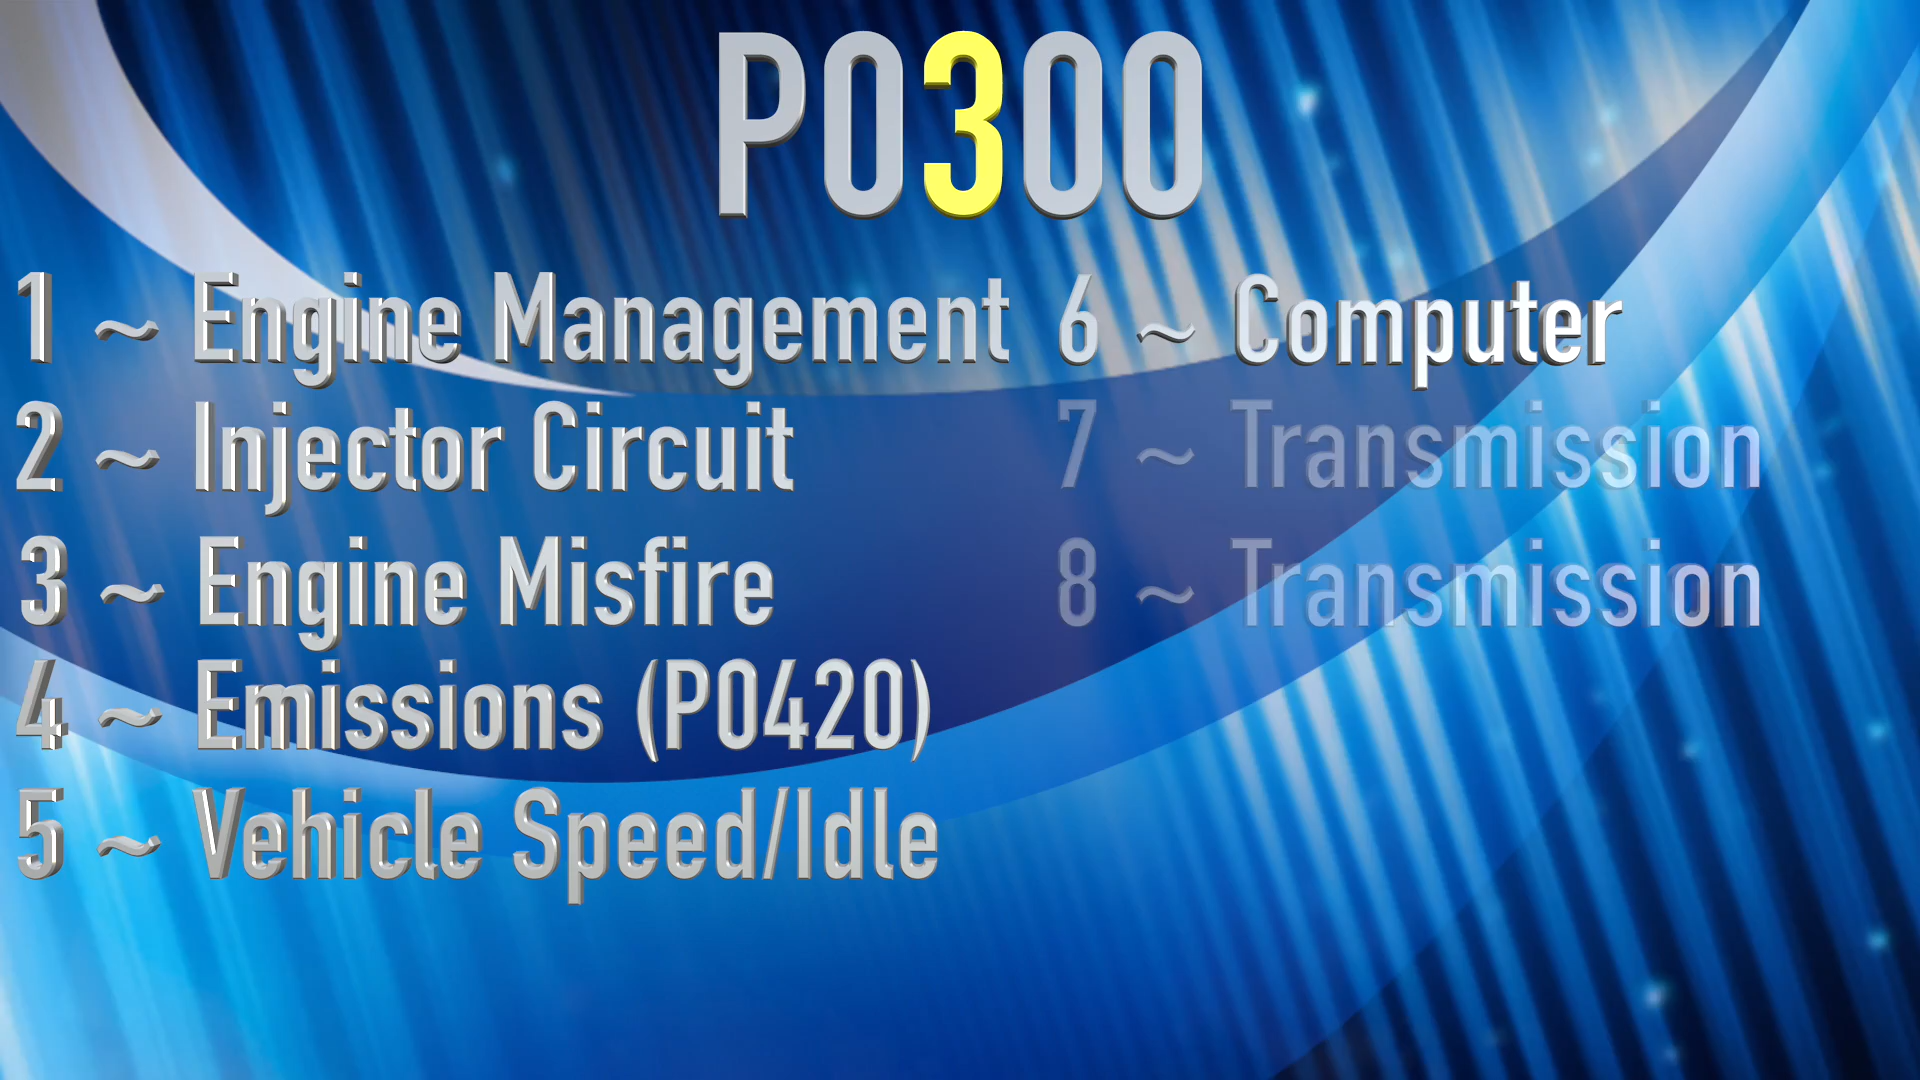 P0300
1 ~ Engine Management
2 ~ Injector Circuit
3 ~ Engine Misfire
4 ~ Emissions (P0420)
5 ~ Vehicle Speed/Idle
6 ~ Computer
7 ~ Transmission
8 ~ Transmission